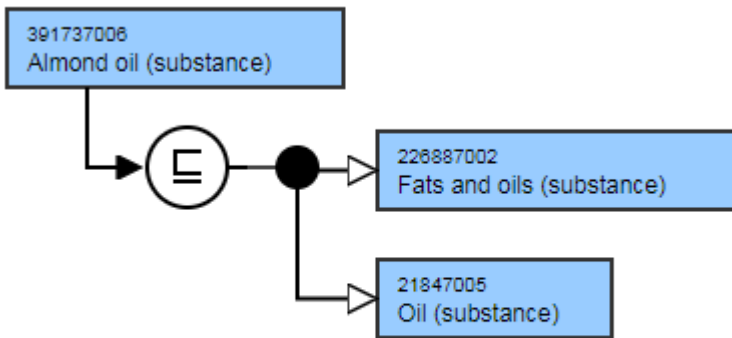 391737006
Almond oil (substance)
⊑
226887002
Fats and oils (substance)
21847005
Oil (substance)